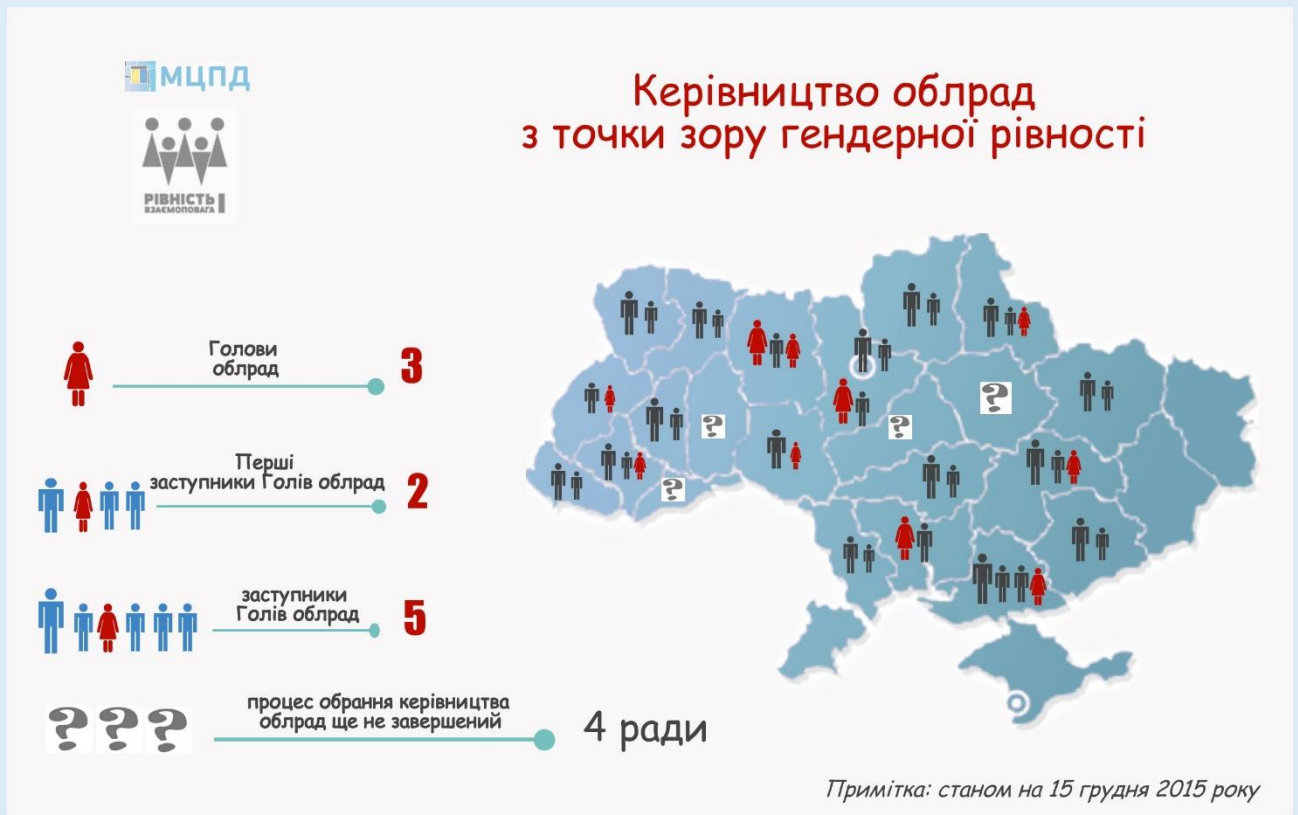 МЦПД
РІВНІСТЬ І
ВЗАЄМОПОВАГА
Керівництво облрад
з точки зору гендерної рівності
Голови
облрад
3
Перші
заступники Голів облрад
2
заступники
Голів облрад
5
? ? ?
процес обрання керівництва
облрад ще не завершений
4 ради
?
?
?
?
Примітка: станом на 15 грудня 2015 року